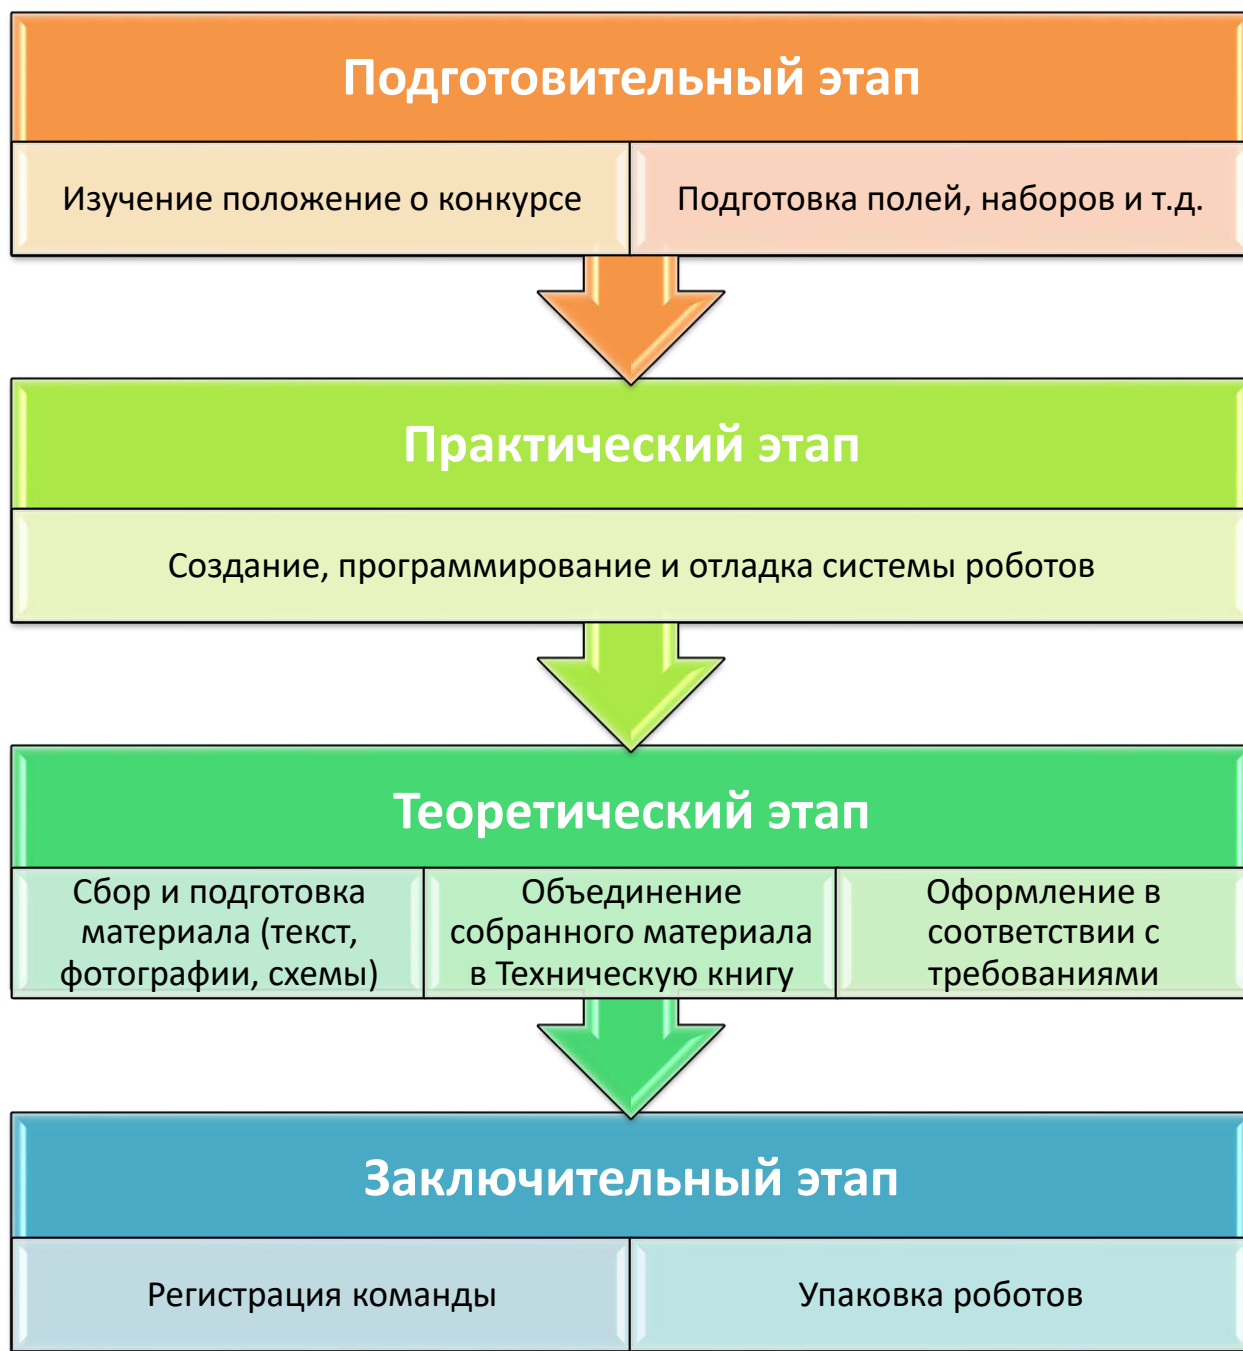 Подготовительный этап
Изучение положение о конкурсе
Подготовка полей, наборов и т.д.
Практический этап
Создание, программирование и отладка системы роботов
Теоретический этап
Сбор и подготовка
материала (текст,
фотографии, схемы)
Объединение
собранного материала
в Техническую книгу
Оформление в
соответствии с
требованиями
Заключительный этап
Регистрация команды
Упаковка роботов